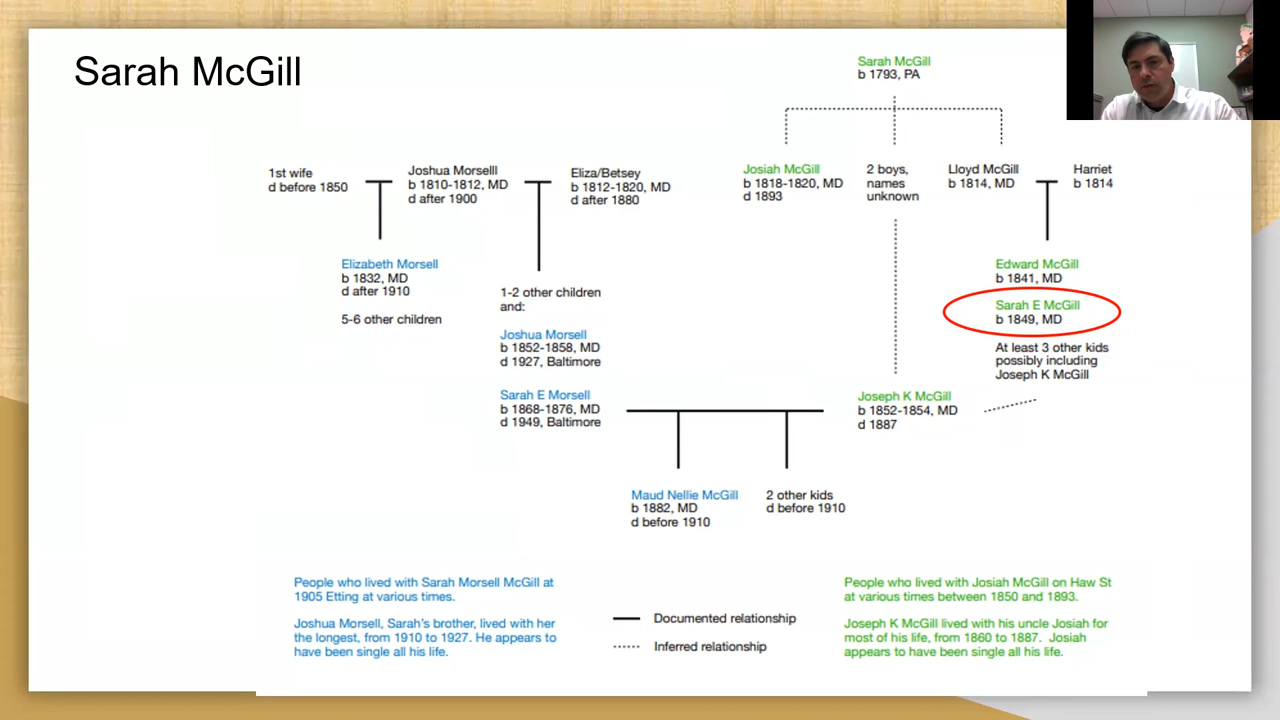 Sarah McGill
Sarah McGill
b 1793, PA
1st wife
d before 1850
Joshua Morselll
b 1810-1812, MD
d after 1900
Eliza/Betsey
b 1812-1820, MD
d after 1880
Josiah McGill
b 1818-1820, MD
d 1893
2 boys,
names
unknown
Lloyd McGill
b 1814, MD
Harriet
b 1814
Elizabeth Morsell
b 1832, MD
d after 1910
5-6 other children
1-2 other children
and:
Joshua Morsell
b 1852-1858, MD
d 1927, Baltimore
Sarah E Morsell
b 1868-1876, MD
d 1949, Baltimore
Edward McGill
b 1841, MD
Sarah E McGill
b 1849, MD
At least 3 other kids
possibly including
Joseph K McGill
Joseph K McGill
b 1852-1854, MD
d 1887
Maud Nellie McGill
b 1882, MD
d before 1910
2 other kids
d before 1910
People who lived with Sarah Morsell McGill at
1905 Etting at various times.
Joshua Morsell, Sarah's brother, lived with her
the longest, from 1910 to 1927. He appears to
have been single all his life.
Documented relationship
Inferred relationship
People who lived with Josiah McGill on Haw St
at various times between 1850 and 1893.
Joseph K McGill lived with his uncle Josiah for
most of his life, from 1860 to 1887. Josiah
appears to have been single all his life.